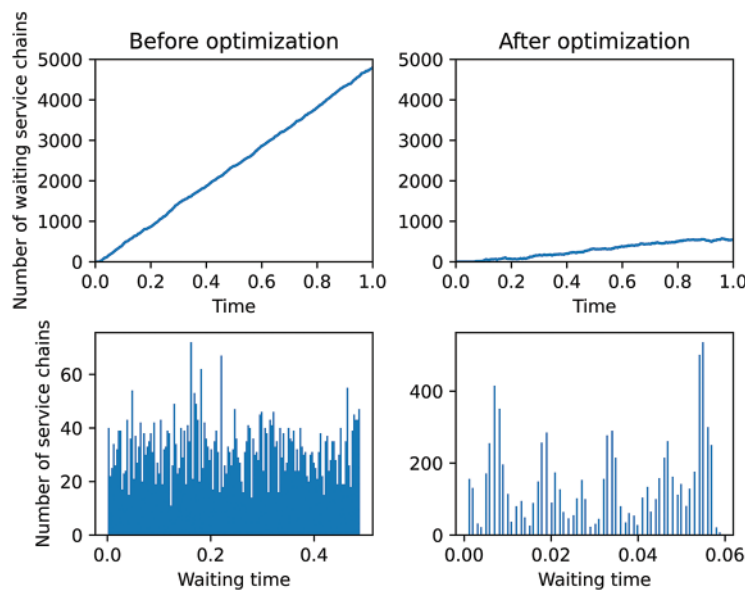 Before optimization
After optimization
Number of waiting service chains
5000
4000
3000
2000
1000
0
0.0 0.2 0.4 0.6 0.8 1.0
Time
5000
4000
3000
2000
1000
0
0.0 0.2 0.4 0.6 0.8 1.0
Time
Number of service chains
60
40
20
0
0.0 0.2 0.4
Waiting time
400
200
0
0.00 0.02 0.04 0.06
Waiting time